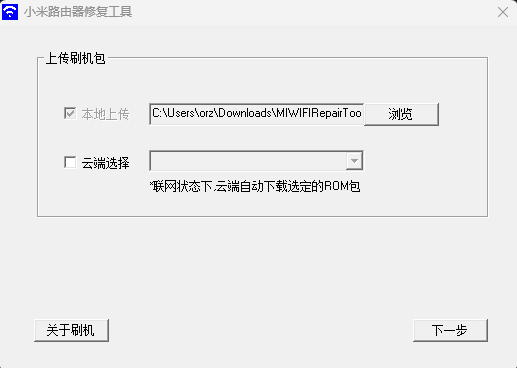 小米路由器修复工具
上传刷机包
本地上传
C:\Users\orz\Downloads\MIWIFIRepairToo
浏览
云端选择
*联网状态下,云端自动下载选定的ROM包
关于刷机
下一步